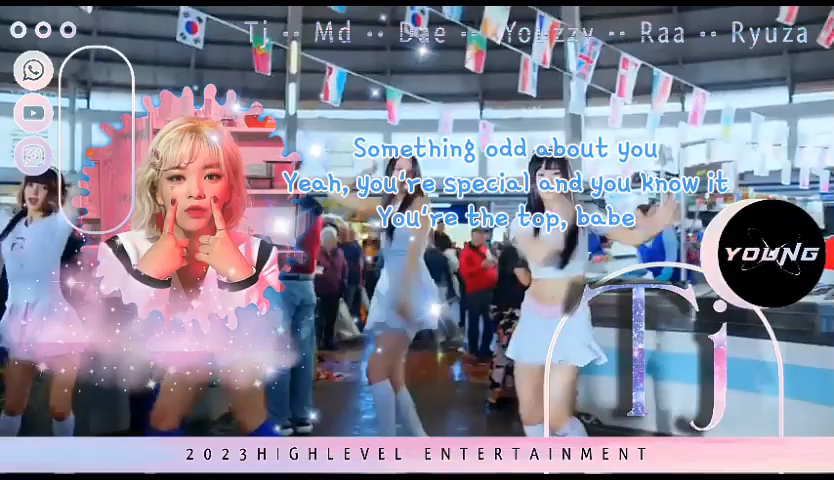 Tj -- Md -- Dae -- Youzzy -- Raa -- Ryuza
Something odd about you
Yeah, you're special and you know it
You're the top, babe
YOUNG
Tj
2023HIGHLEVEL ENTERTAINMENT